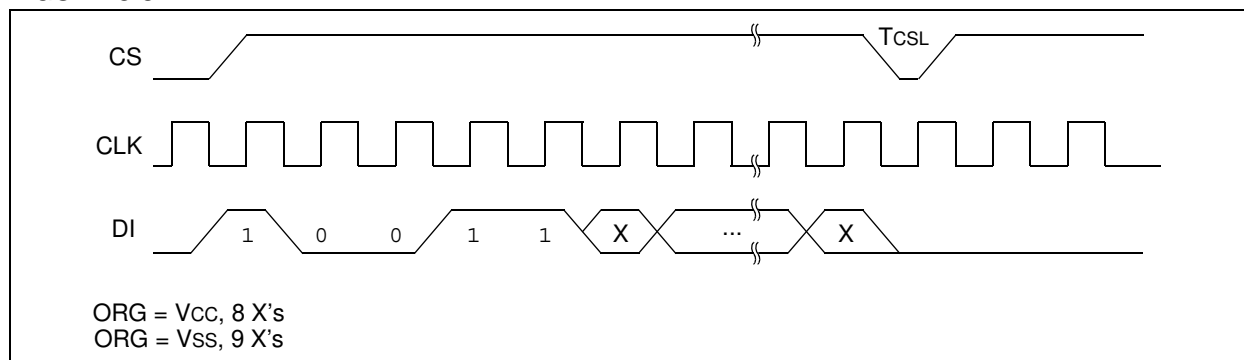 CS
TCSL
CLK
DI
1 0 0 1 1 X ... X
ORG = VCC, 8 X's
ORG = VSS, 9 X's